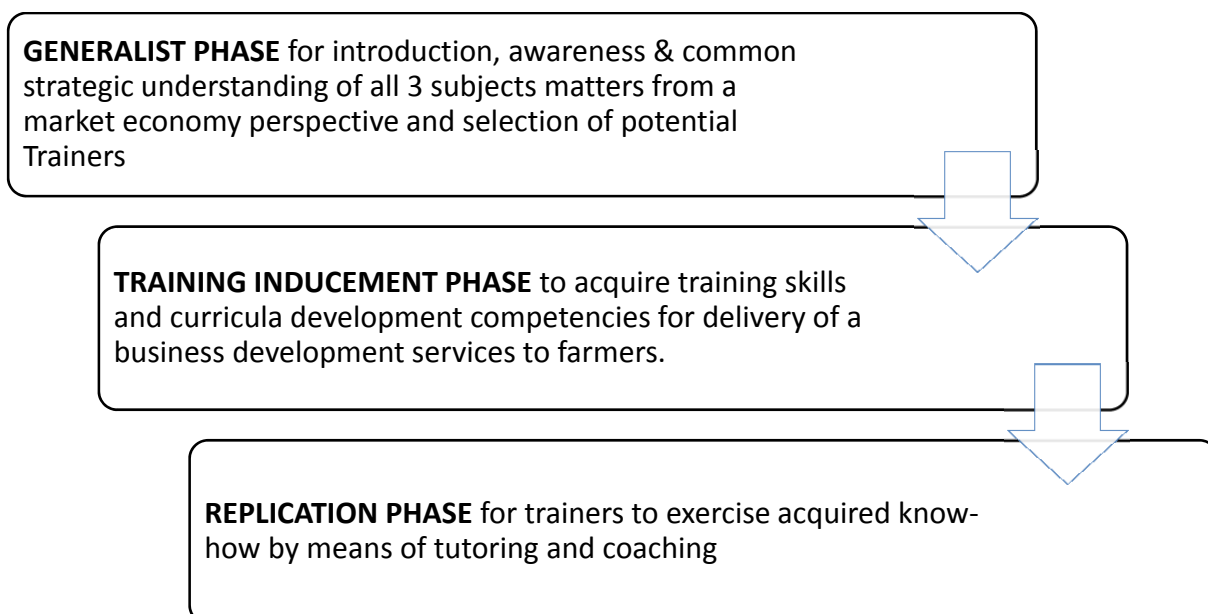 GENERALIST PHASE for introduction, awareness & common
strategic understanding of all 3 subjects matters from a
market economy perspective and selection of potential
Trainers
TRAINING INDUCEMENT PHASE to acquire training skills
and curricula development competencies for delivery of a
business development services to farmers.
REPLICATION PHASE for trainers to exercise acquired know-
how by means of tutoring and coaching